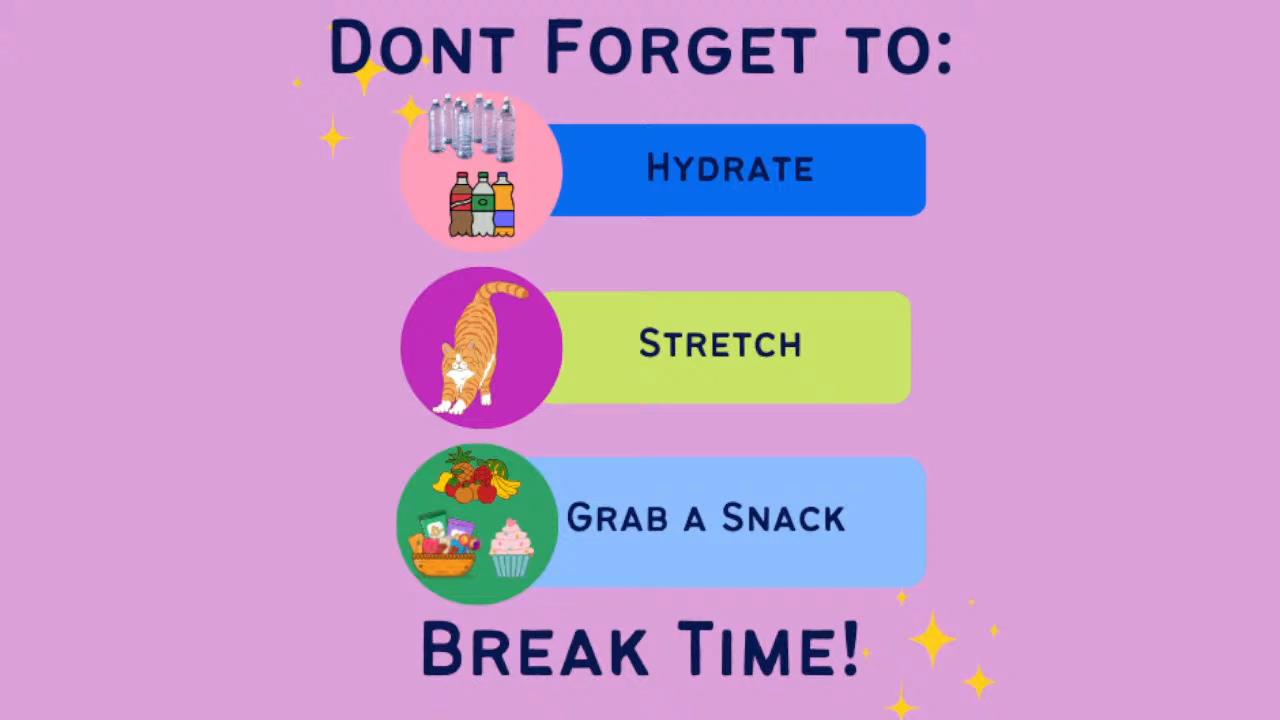 Dont Forget to:
Hydrate
Stretch
Grab a Snack
Break Time!